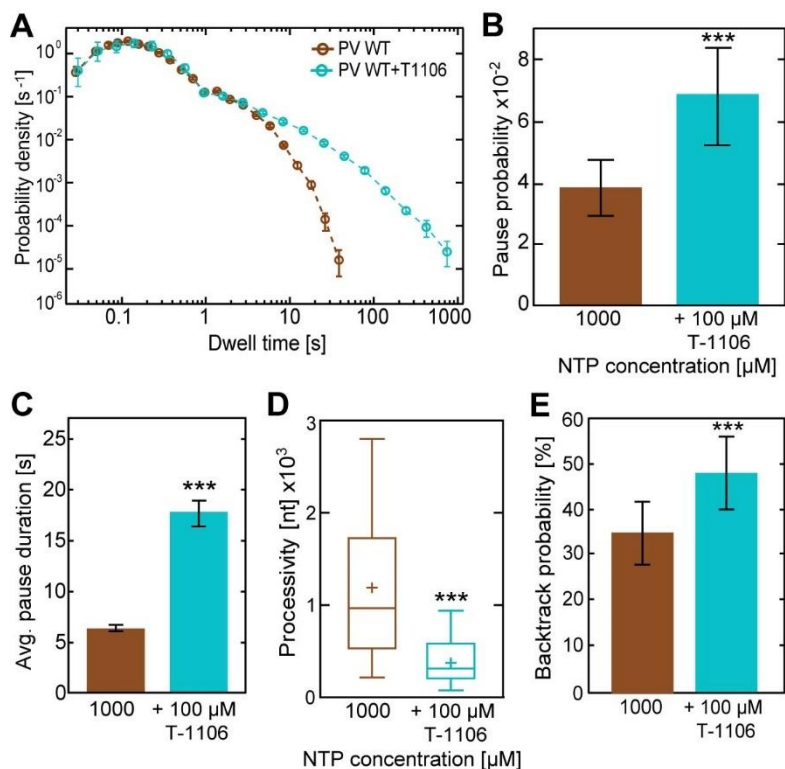 A
PV WT
PV WT+T1106
Probability density [s⁻¹]
10⁰
10⁻¹
10⁻²
10⁻³
10⁻⁴
10⁻⁵
10⁻⁶
0.1 1 10 100 1000
Dwell time [s]
B
***
Pause probability x10⁻²
8
6
4
2
0
1000 + 100 µM
T-1106
NTP concentration [µM]
C
***
Avg. pause duration [s]
25
20
15
10
5
0
1000 + 100 µM
T-1106
D
***
Processivity [nt] x10³
3
2
1
0
1000 + 100 µM
T-1106
NTP concentration [µM]
E
***
Backtrack probability [%]
60
50
40
30
20
10
0
1000 + 100 µM
T-1106